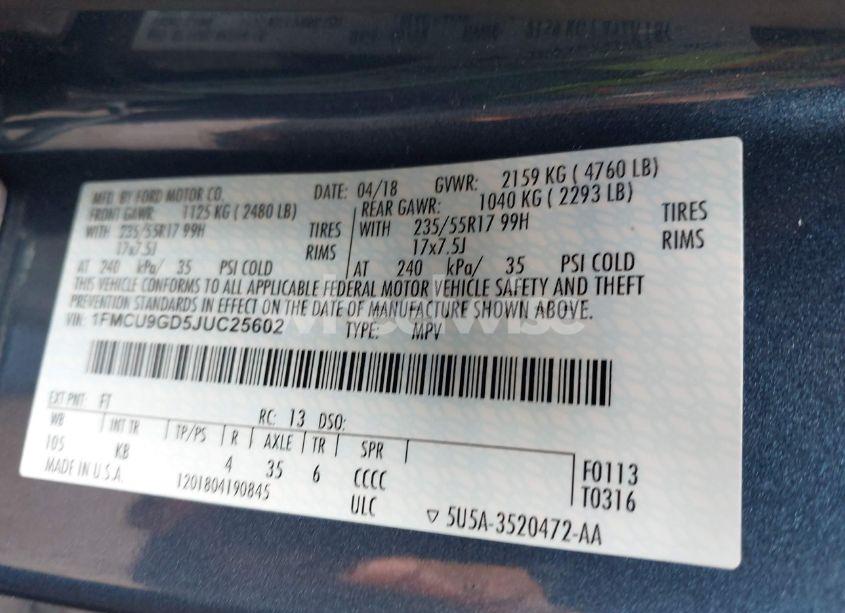 MFD. BY FORD MOTOR CO. DATE: 04/18 GVWR: 2159 KG ( 4760 LB)
FRONT GAWR: 1125 KG ( 2480 LB) REAR GAWR: 1040 KG ( 2293 LB)
WITH 235/55R17 99H TIRES WITH 235/55R17 99H TIRES
17x7.5J RIMS 17x7.5J RIMS
AT 240 kPa/ 35 PSI COLD AT 240 kPa/ 35 PSI COLD
THIS VEHICLE CONFORMS TO ALL APPLICABLE FEDERAL MOTOR VEHICLE SAFETY AND THEFT
PREVENTION STANDARDS IN EFFECT ON THE DATE OF MANUFACTURE SHOWN ABOVE.
VIN: 1FMCU9GD5JUC25602 TYPE: MPV
EXT PNT: FT RC: 13 DSO:
WB INT TR TP/PS R AXLE TR SPR
105 KB 4 35 6 CCCC F0113
MADE IN U.S.A. 1201804190845 ULC T0316
5U5A-3520472-AA